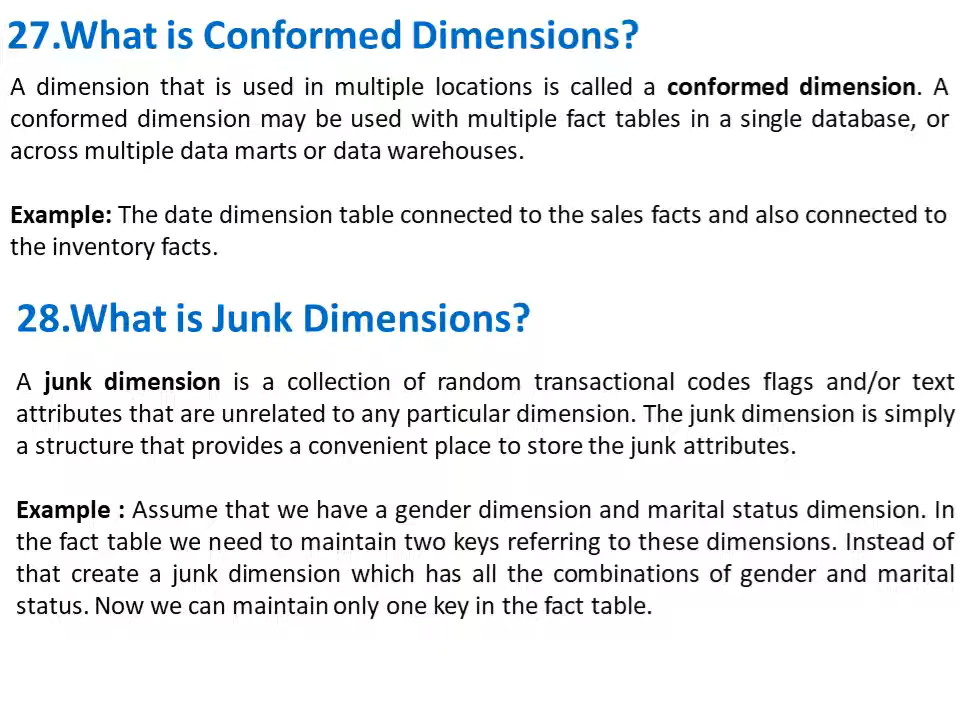 27.What is Conformed Dimensions?
A dimension that is used in multiple locations is called a conformed dimension. A
conformed dimension may be used with multiple fact tables in a single database, or
across multiple data marts or data warehouses.
Example: The date dimension table connected to the sales facts and also connected to
the inventory facts.
28.What is Junk Dimensions?
A junk dimension is a collection of random transactional codes flags and/or text
attributes that are unrelated to any particular dimension. The junk dimension is simply
a structure that provides a convenient place to store the junk attributes.
Example : Assume that we have a gender dimension and marital status dimension. In
the fact table we need to maintain two keys referring to these dimensions. Instead of
that create a junk dimension which has all the combinations of gender and marital
status. Now we can maintain only one key in the fact table.